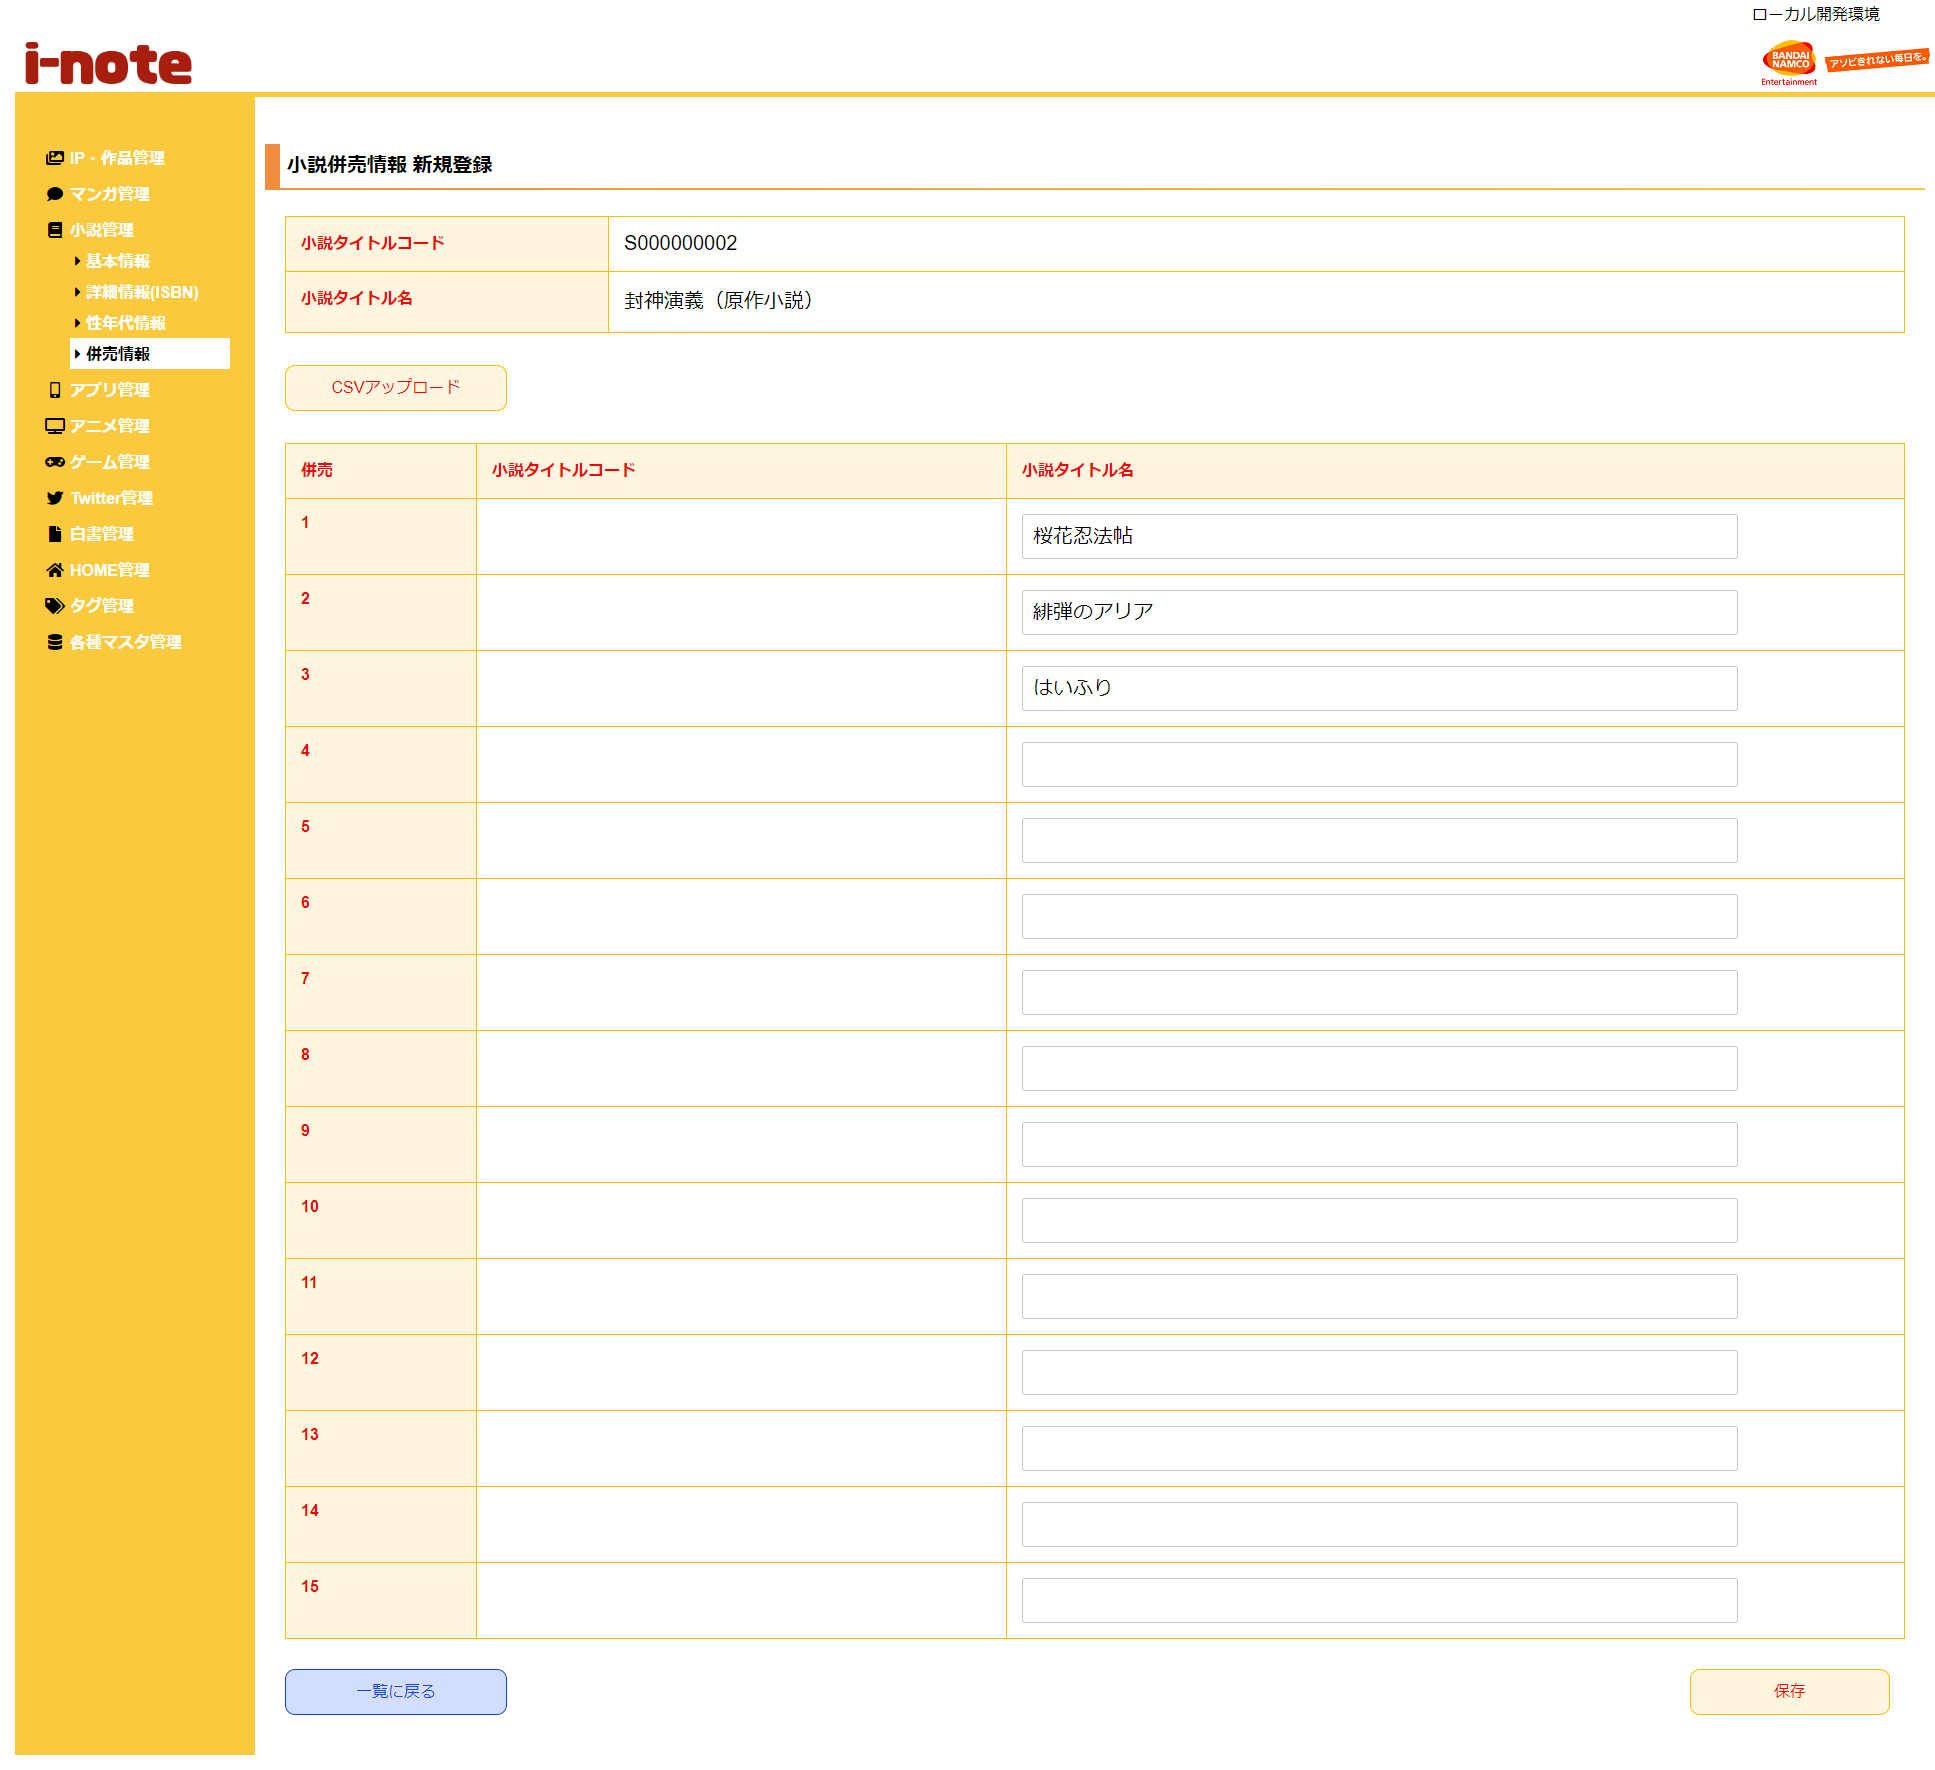 ローカル開発環境
i-note
BANDAI
NAMCO
Entertainment
アソビきれない毎日を。
IP・作品管理
マンガ管理
小説管理
基本情報
詳細情報(ISBN)
性年代情報
併売情報
アプリ管理
アニメ管理
ゲーム管理
Twitter管理
白書管理
HOME管理
タグ管理
各種マスタ管理
小説併売情報 新規登録
小説タイトルコード S000000002
小説タイトル名 封神演義（原作小説）
CSVアップロード
併売 小説タイトルコード 小説タイトル名
1 桜花忍法帖
2 緋弾のアリア
3 はいふり
4
5
6
7
8
9
10
11
12
13
14
15
一覧に戻る 保存